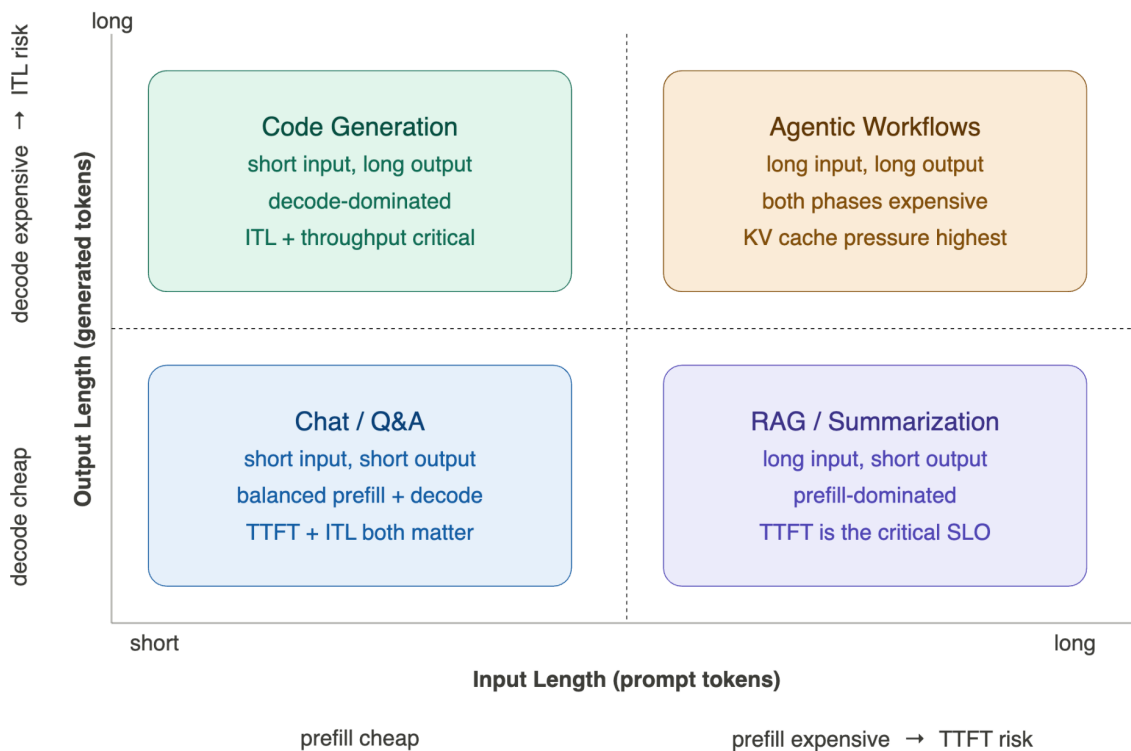 long
decode expensive → ITL risk
Output Length (generated tokens)
decode cheap
Code Generation
short input, long output
decode-dominated
ITL + throughput critical
Agentic Workflows
long input, long output
both phases expensive
KV cache pressure highest
Chat / Q&A
short input, short output
balanced prefill + decode
TTFT + ITL both matter
RAG / Summarization
long input, short output
prefill-dominated
TTFT is the critical SLO
short
long
Input Length (prompt tokens)
prefill cheap
prefill expensive → TTFT risk